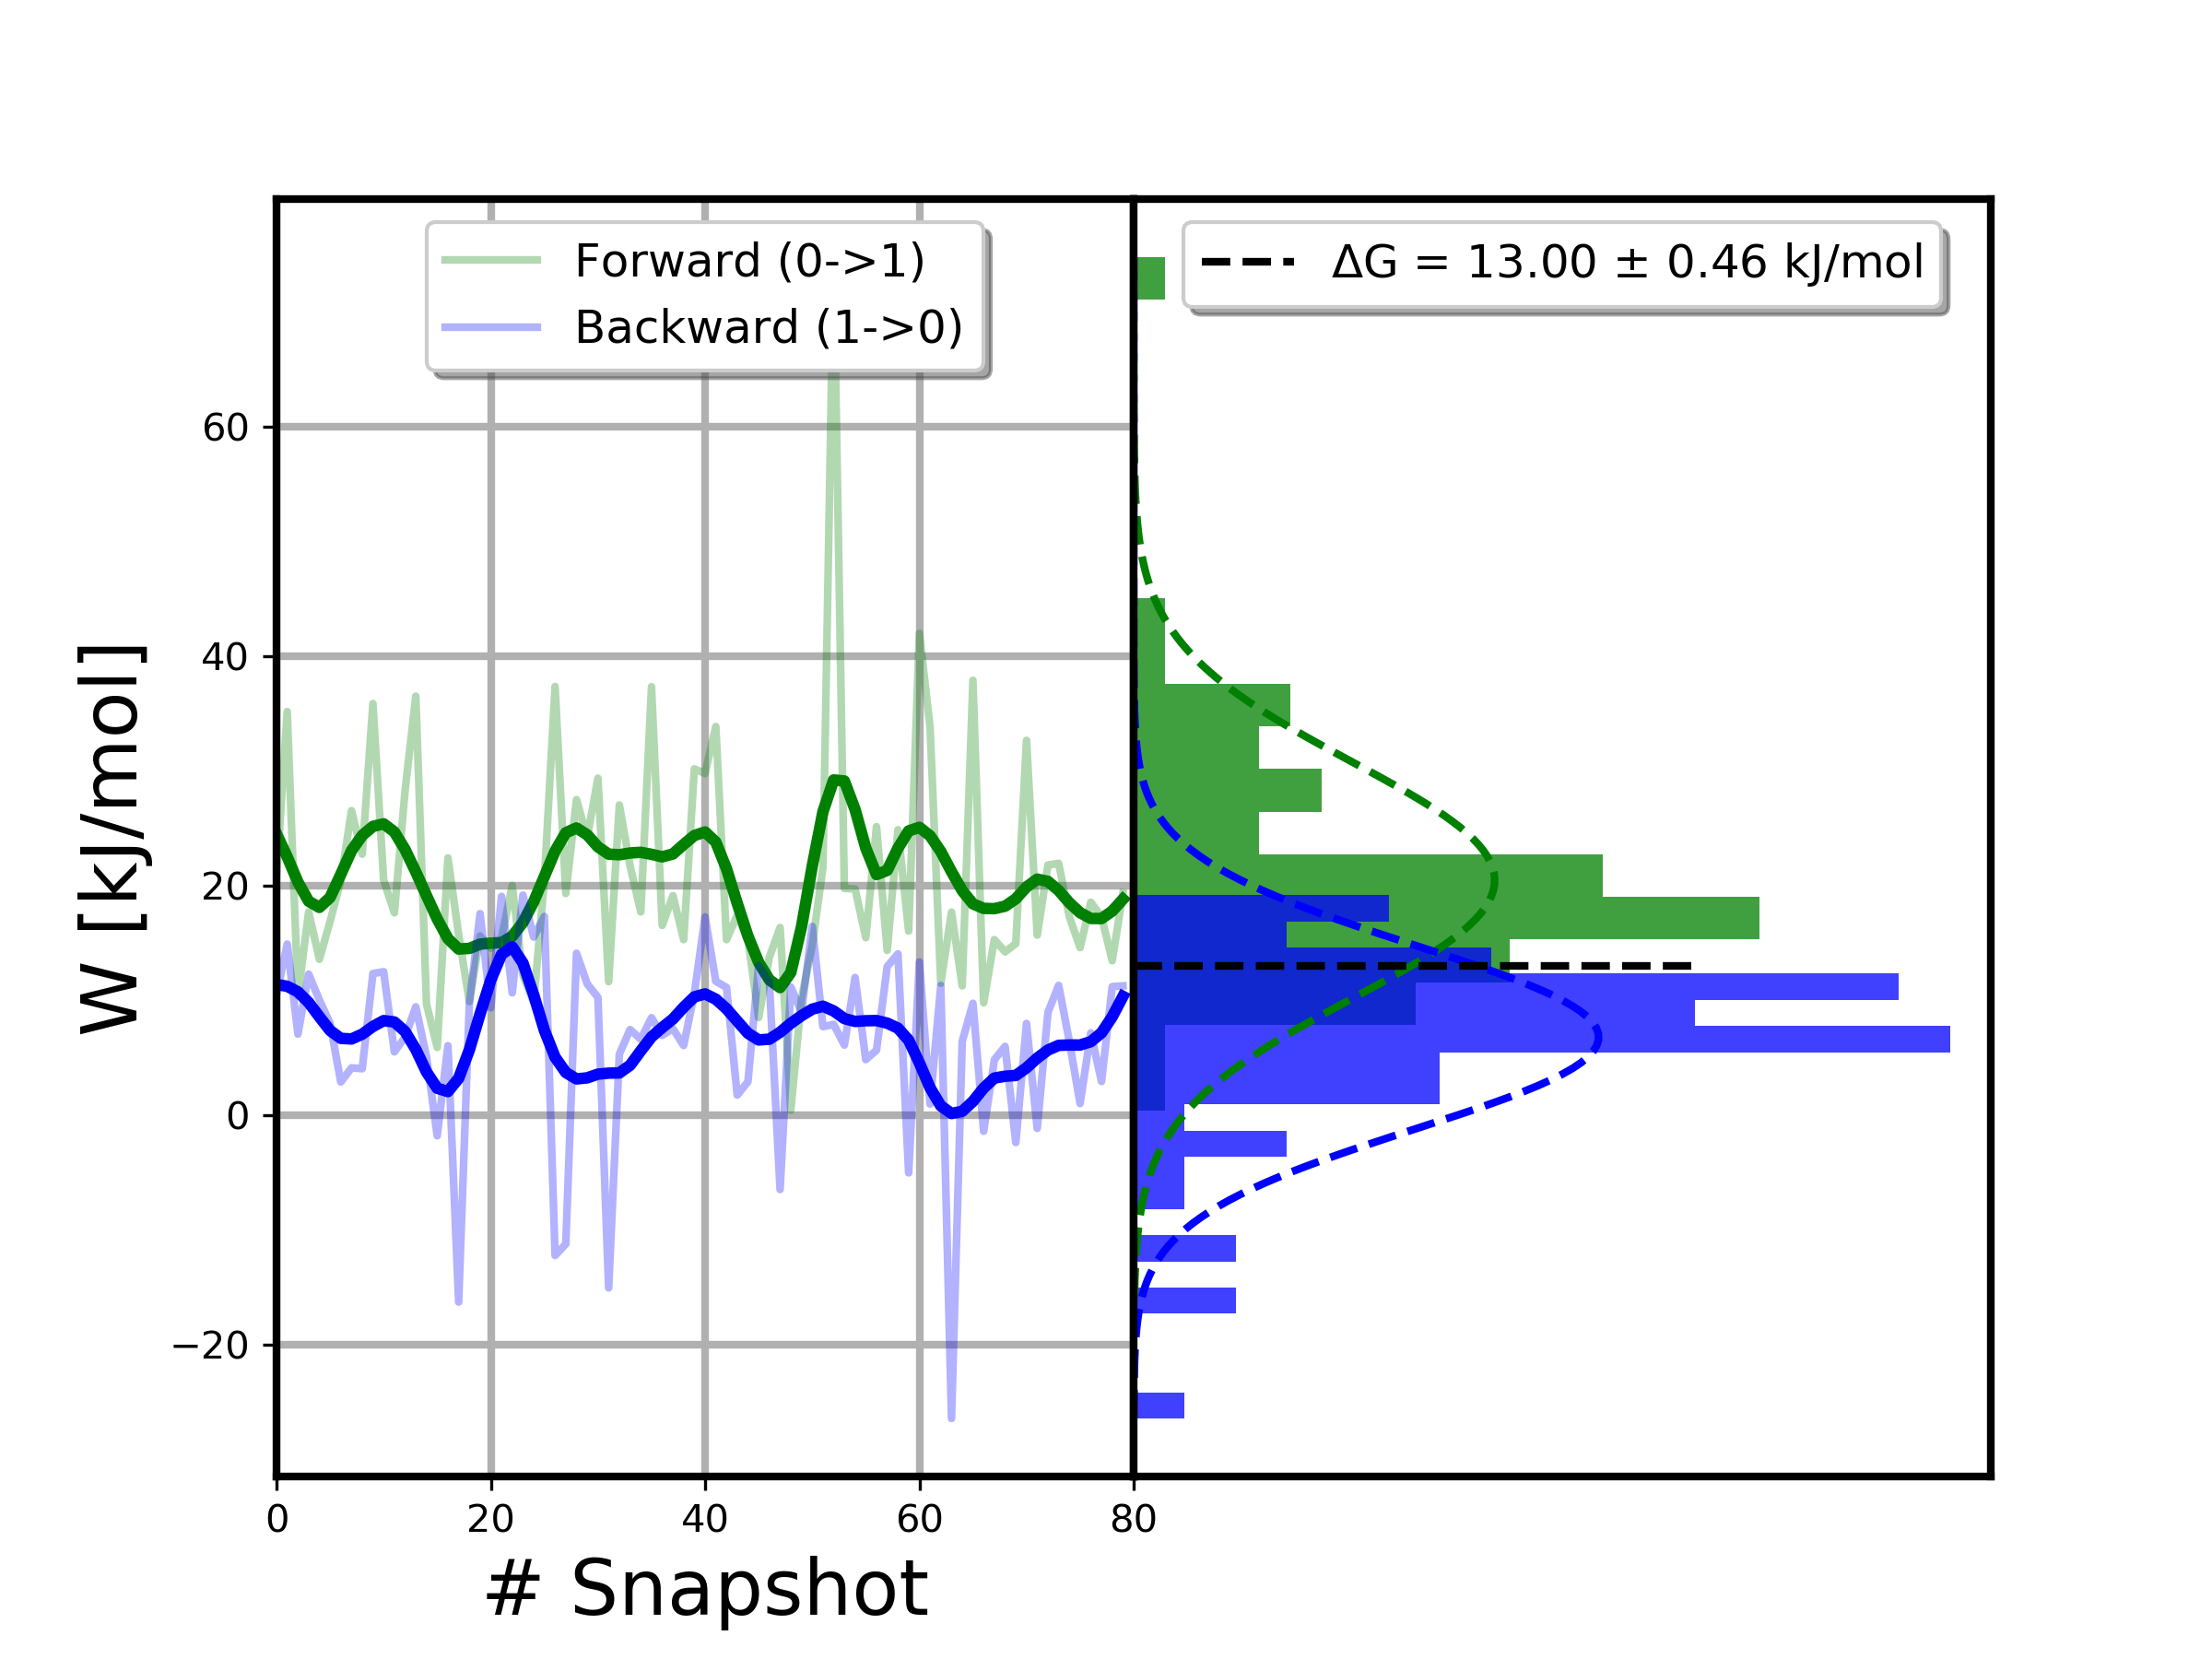 Forward (0->1)
Backward (1->0)
ΔG = 13.00 ± 0.46 kJ/mol
W [kJ/mol]
60
40
20
0
−20
0 20 40 60 80
# Snapshot